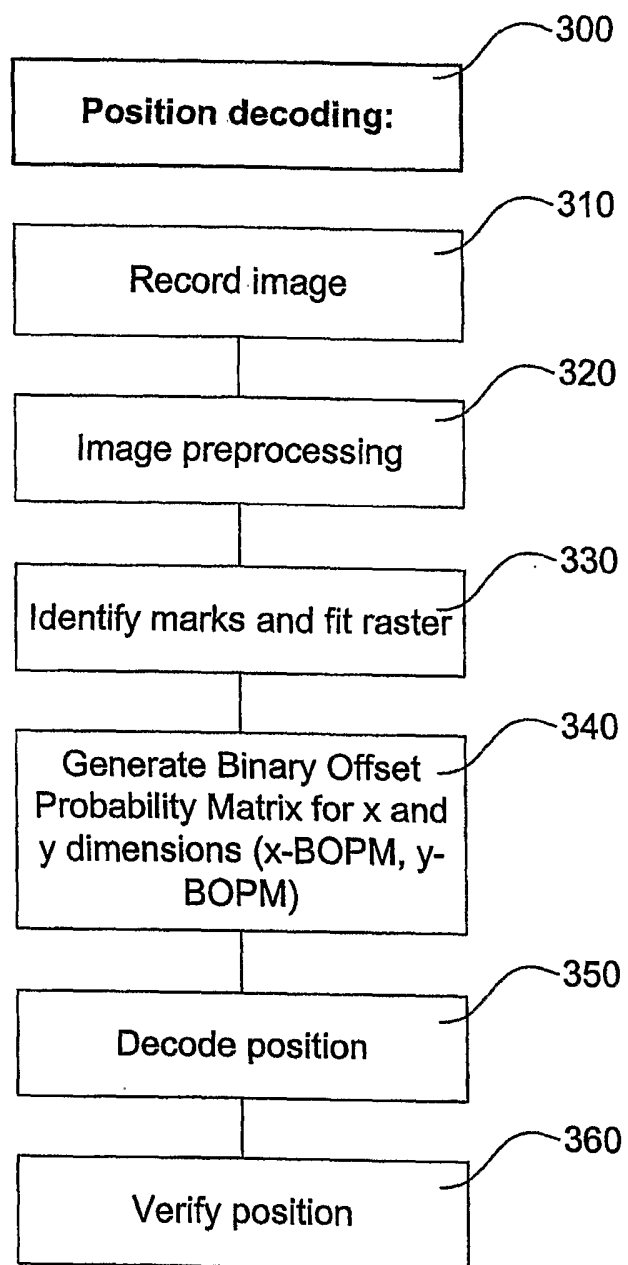 300
Position decoding:
310
Record image
320
Image preprocessing
330
Identify marks and fit raster
340
Generate Binary Offset
Probability Matrix for x and
y dimensions (x-BOPM, y-
BOPM)
350
Decode position
360
Verify position